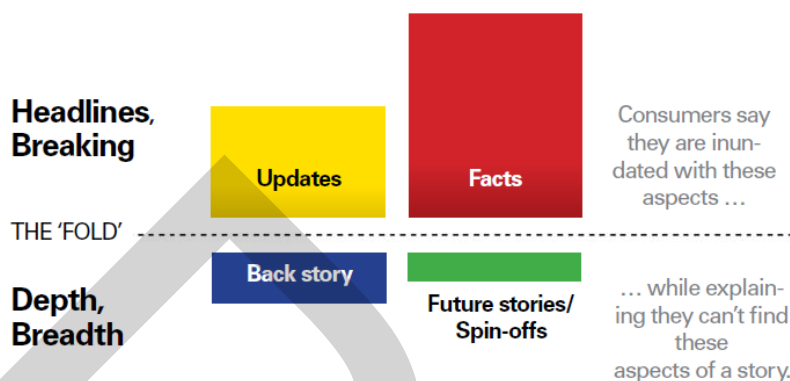 Headlines,
Breaking
Updates
Facts
Consumers say
they are inun-
dated with these
aspects …
THE ‘FOLD’
Depth,
Breadth
Back story
Future stories/
Spin-offs
… while explain-
ing they can’t find
these
aspects of a story.